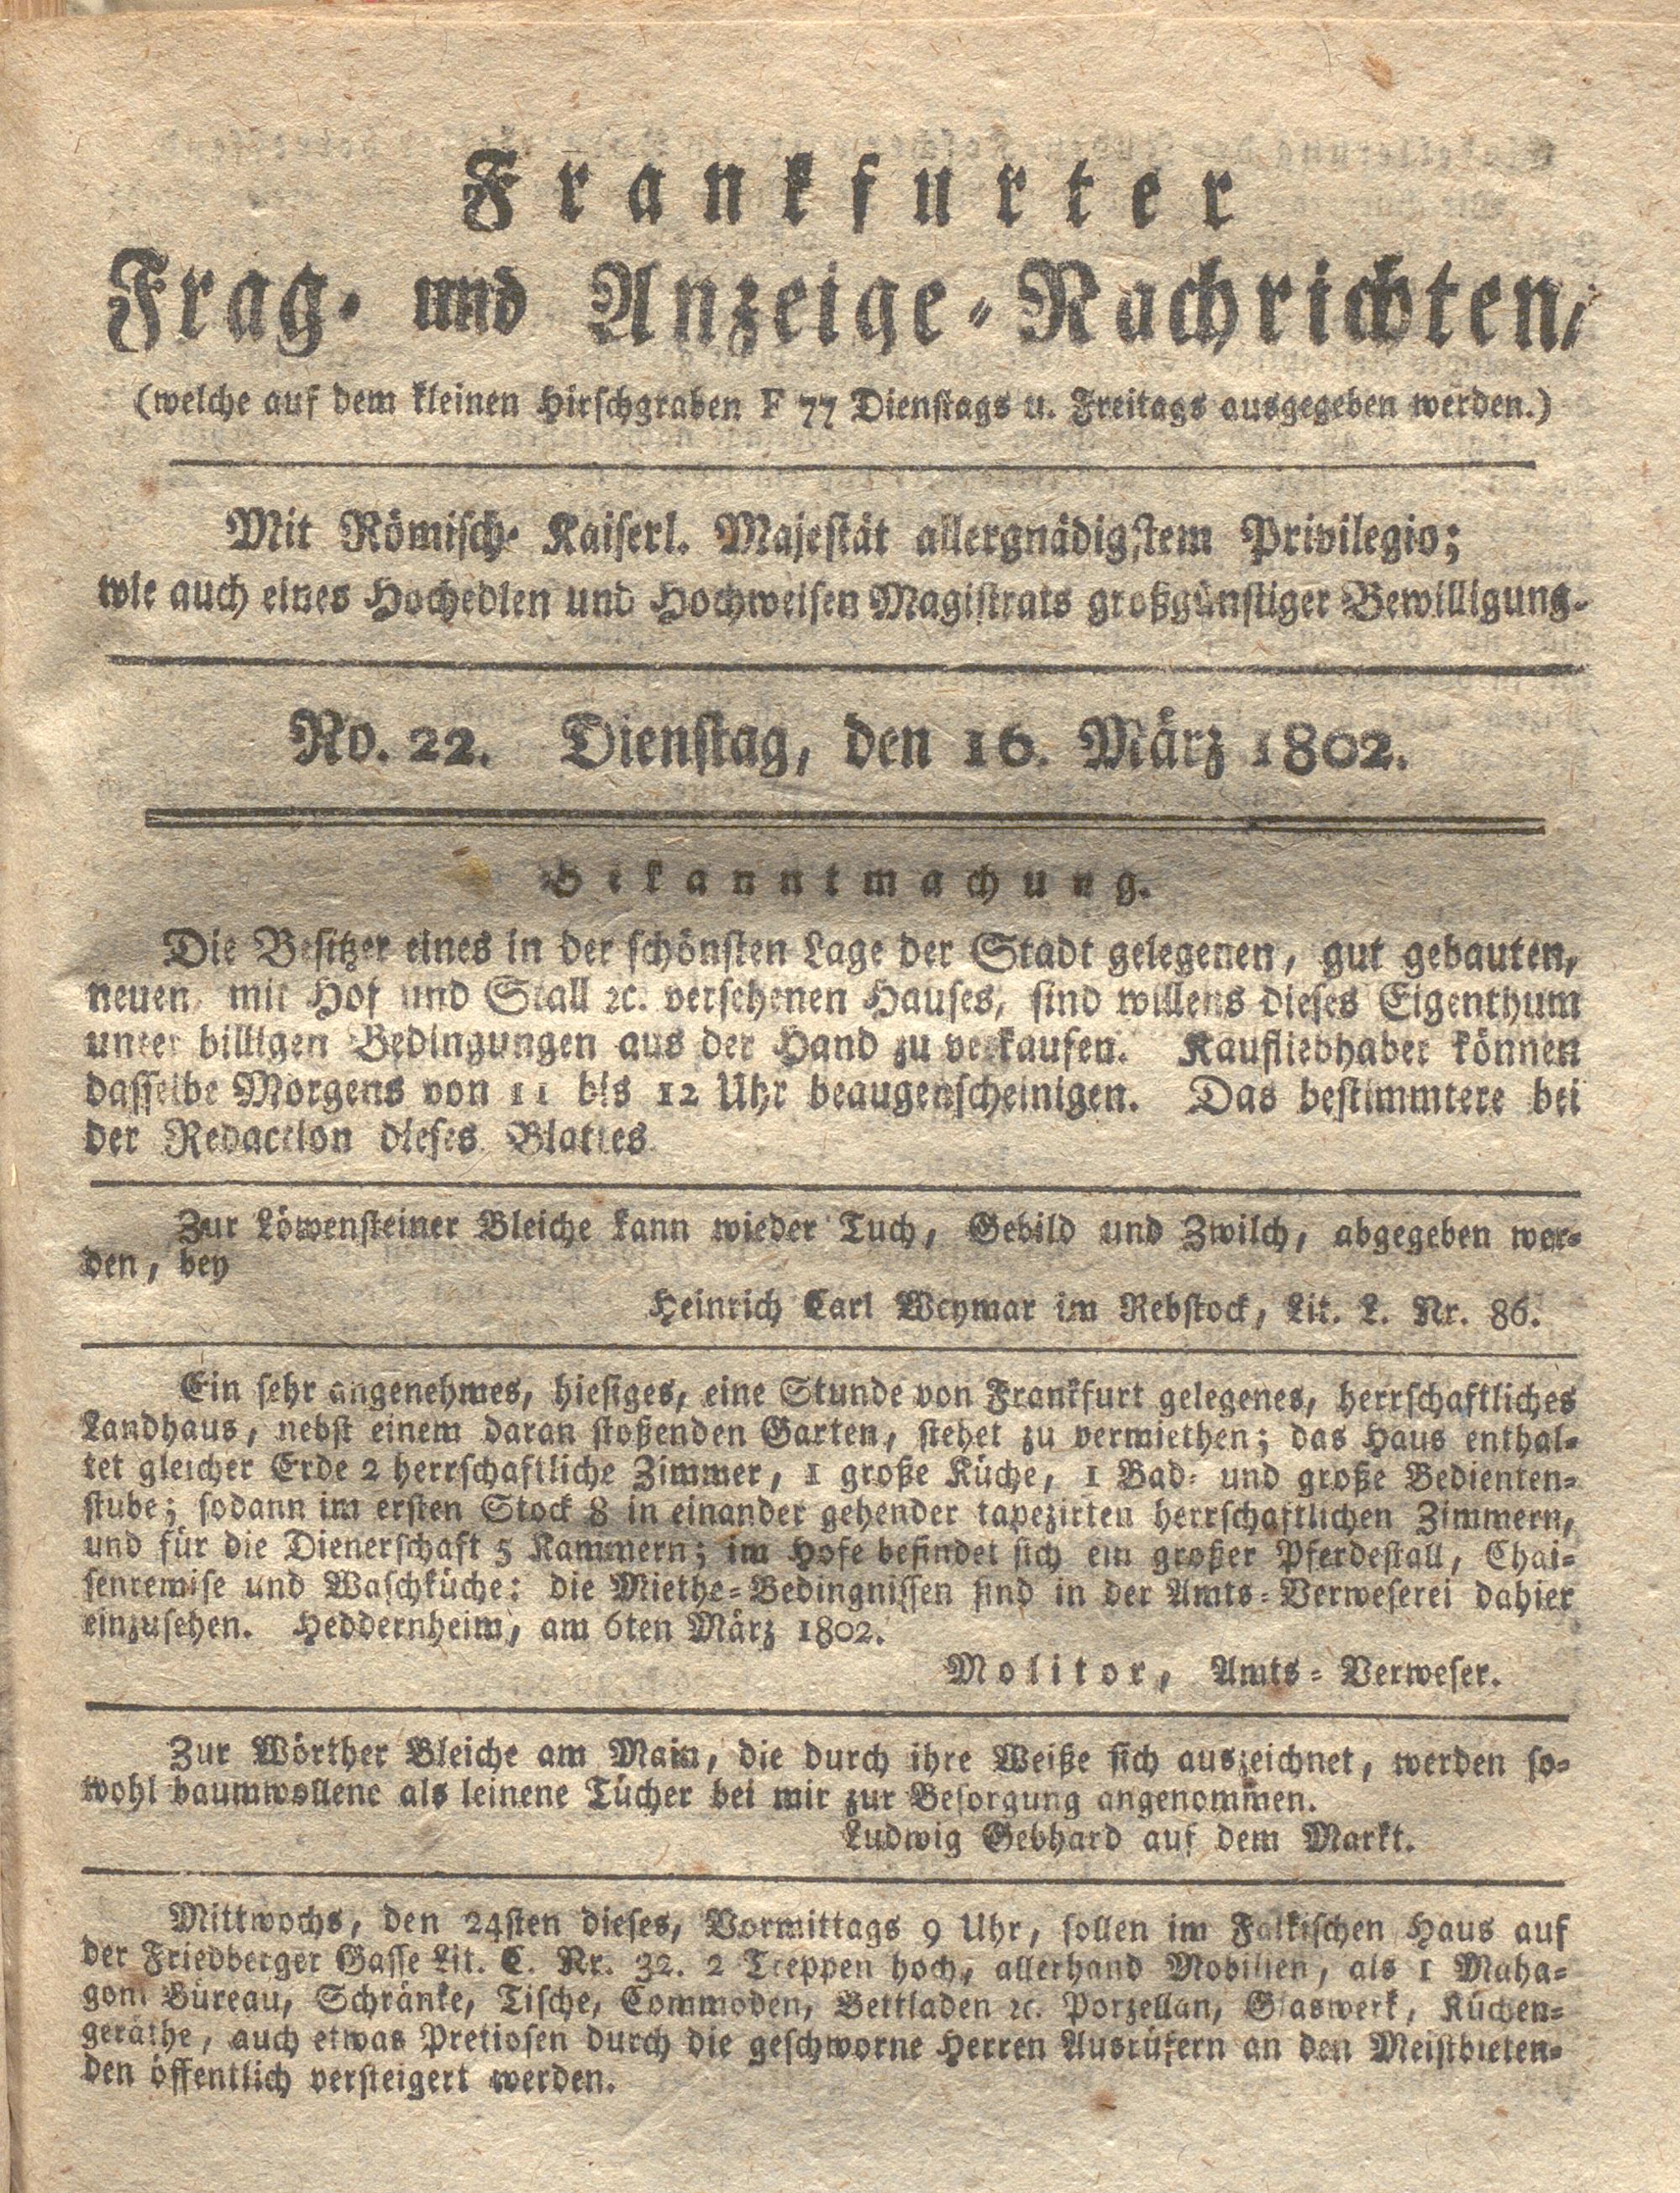 Frankfurter
Frag- und Anzeige-Nachrichten,
(welche auf dem kleinen Hirschgraben F 77 Dienstags u. Freitags ausgegeben werden.)
Mit Römisch- Kaiserl. Majestät allergnädigstem Privilegio;
wie auch eines Hochedlen und Hochweisen Magistrats großgünstiger Bewilligung.
No. 22. Dienstag, den 16. März 1802.
Bekanntmachung.
Die Besitzer eines in der schönsten Lage der Stadt gelegenen, gut gebauten,
neuen, mit Hof und Stall ꝛc. versehenen Hauses, sind willens dieses Eigenthum
unter billigen Bedingungen aus der Hand zu verkaufen. Kaufliebhaber können
dasselbe Morgens von 11 bis 12 Uhr beaugenscheinigen. Das bestimmtere bei
der Redaction dieses Blattes
Zur Löwensteiner Bleiche kann wieder Tuch, Gebild und Zwilch, abgegeben wer-
den, bey
Heinrich Carl Weymar im Rebstock, Lit. L. Nr. 86.
Ein sehr angenehmes, hiesiges, eine Stunde von Frankfurt gelegenes, herrschaftliches
Landhaus, nebst einem daran stoßenden Garten, stehet zu vermiethen; das Haus enthal-
tet gleicher Erde 2 herrschaftliche Zimmer, 1 große Küche, 1 Bad- und große Bedienten-
stube; sodann im ersten Stock 8 in einander gehender tapezirten herrschaftlichen Zimmern,
und für die Dienerschaft 5 Kammern; im Hofe befindet sich ein großer Pferdestall, Chai-
senremise und Waschküche: die Miethe-Bedingnissen sind in der Amts-Verweserei dahier
einzusehen. Heddernheim, am 6ten März 1802.
Molitor, Amts-Verweser.
Zur Wörther Bleiche am Main, die durch ihre Weiße sich auszeichnet, werden so-
wohl baumwollene als leinene Tücher bei mir zur Besorgung angenommen.
Ludwig Gebhard auf dem Markt.
Mittwochs, den 24sten dieses, Vormittags 9 Uhr, sollen im Falkischen Haus auf
der Friedberger Gasse Lit. C. Nr. 32. 2 Treppen hoch, allerhand Mobilien, als 1 Maha-
goni Büreau, Schränke, Tische, Commoden, Bettladen ꝛc. Porzellan, Glaswerk, Küchen-
geräthe, auch etwas Pretiosen durch die geschworne Herren Ausrüfern an den Meistbieten-
den öffentlich versteigert werden.